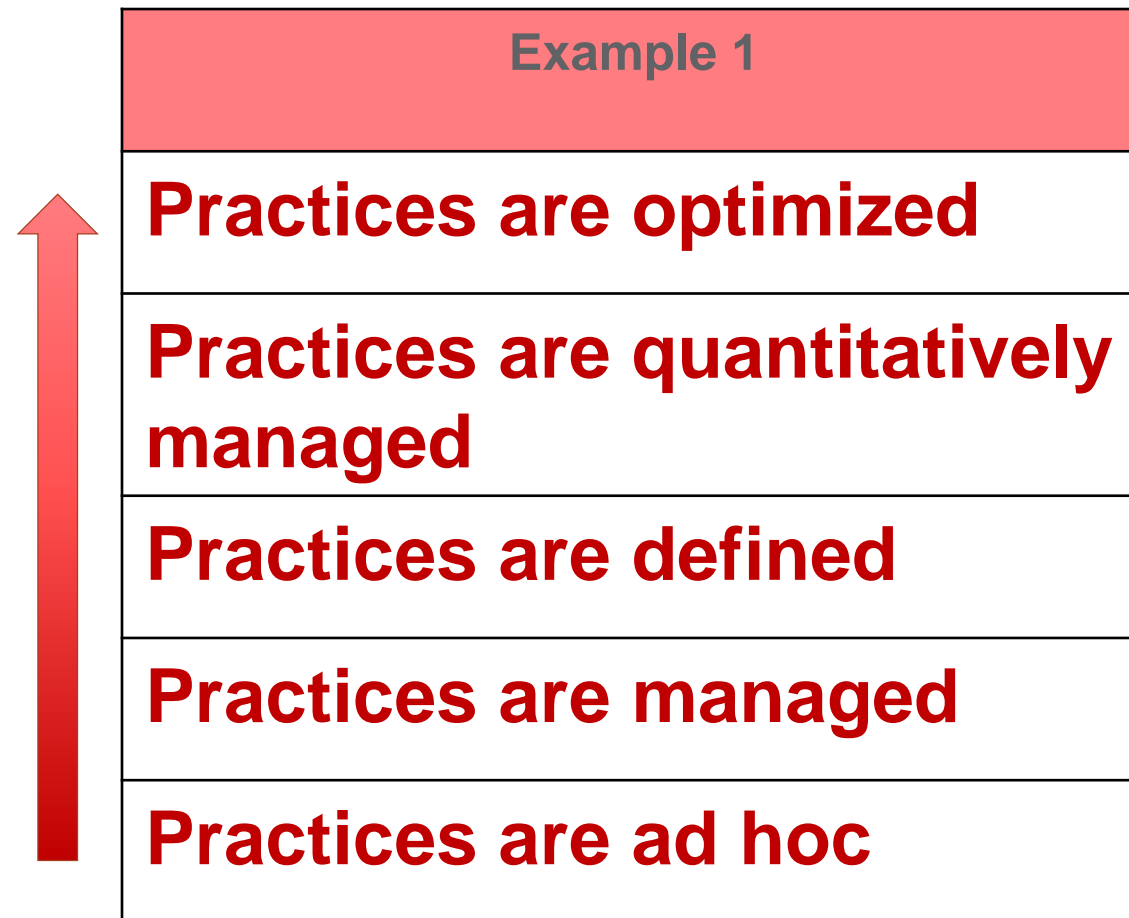 Example 1
Practices are optimized
Practices are quantitatively
managed
Practices are defined
Practices are managed
Practices are ad hoc